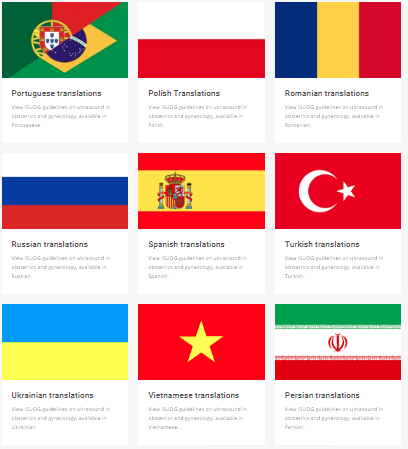 Portuguese translations
View ISUOG guidelines on ultrasound in
obstetrics and gynecology, available in
Portuguese.
Polish Translations
View ISUOG guidelines on ultrasound in
obstetrics and gynecology, available in
Polish.
Romanian translations
View ISUOG guidelines on ultrasound in
obstetrics and gynecology, available in
Romanian.
Russian translations
View ISUOG guidelines on ultrasound in
obstetrics and gynecology, available in
Russian.
Spanish translations
View ISUOG guidelines on ultrasound in
obstetrics and gynecology, available in
Spanish.
Turkish translations
View ISUOG guidelines on ultrasound in
obstetrics and gynecology, available in
Turkish.
Ukrainian translations
View ISUOG guidelines on ultrasound in
obstetrics and gynecology, available in
Ukrainian.
Vietnamese translations
View ISUOG guidelines on ultrasound in
obstetrics and gynecology, available in
Vietnamese.
Persian translations
View ISUOG guidelines on ultrasound in
obstetrics and gynecology, available in
Persian.